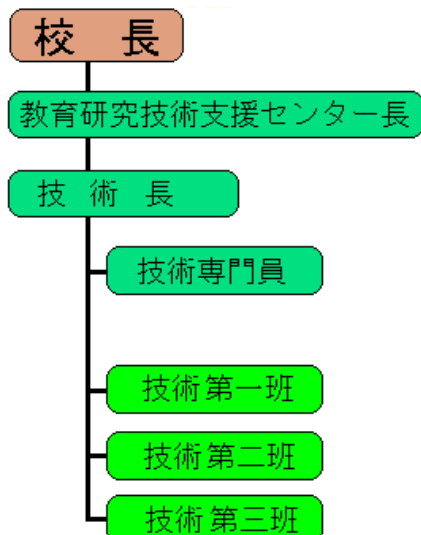 校　長
教育研究技術支援センター長
技　術　長
技術専門員
技術第一班
技術第二班
技術第三班